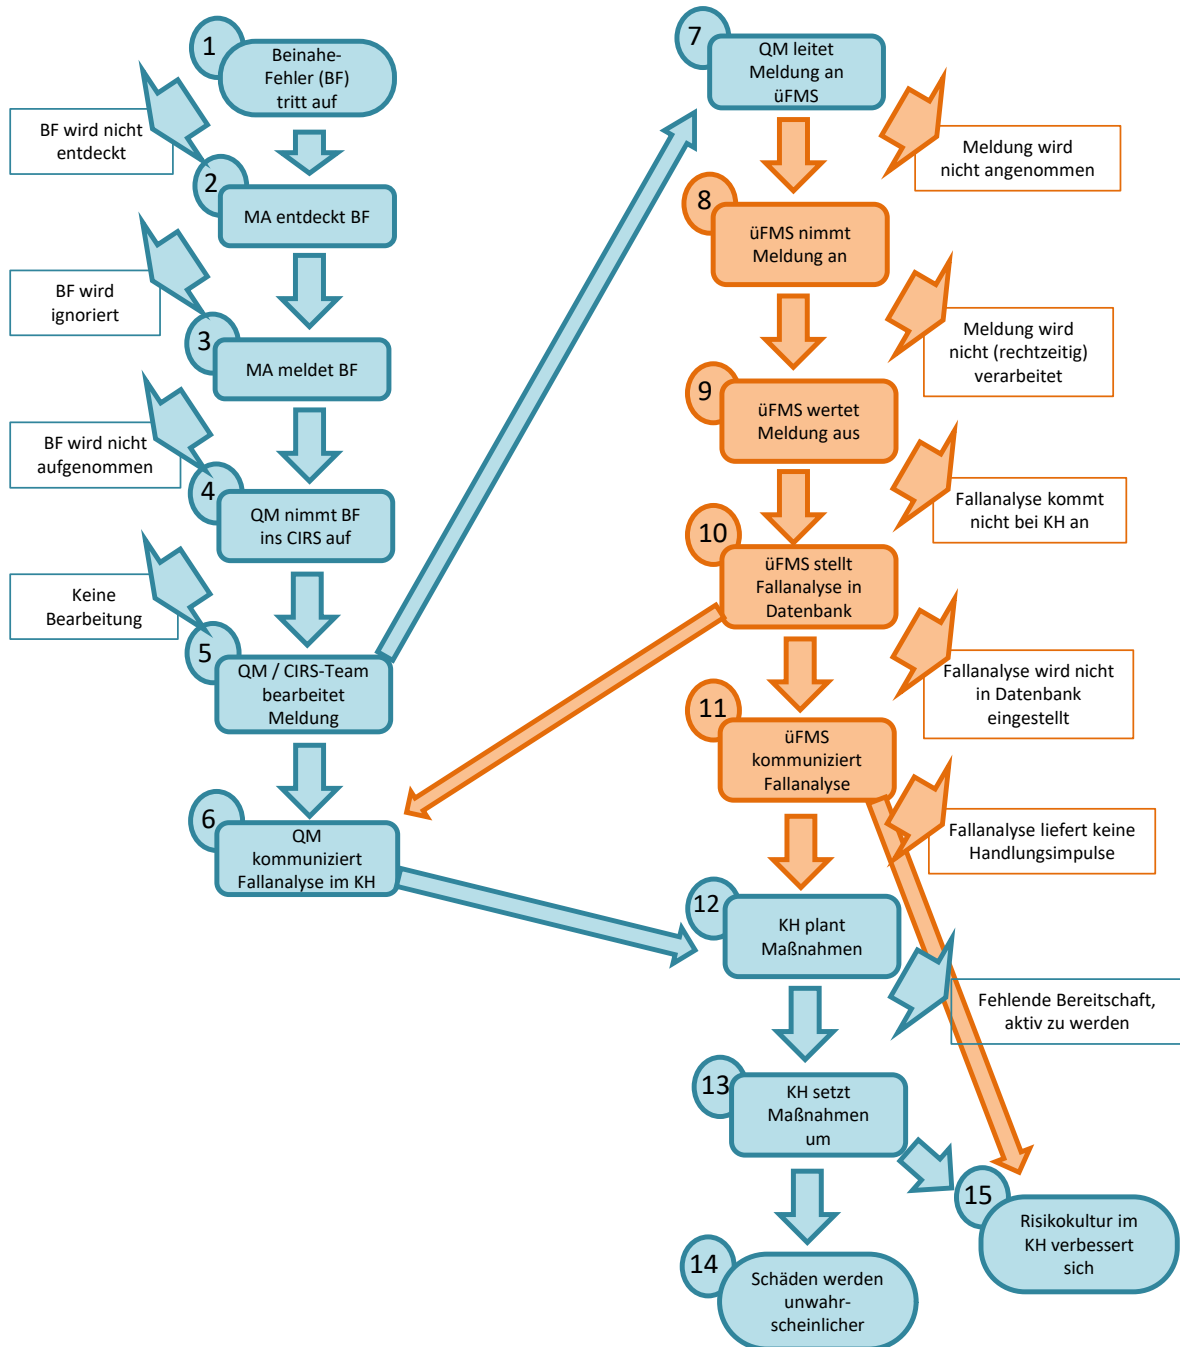 1
Beinahe-
Fehler (BF)
tritt auf
BF wird nicht
entdeckt
2
MA entdeckt BF
BF wird
ignoriert
3
MA meldet BF
BF wird nicht
aufgenommen
4
QM nimmt BF
ins CIRS auf
Keine
Bearbeitung
5
QM / CIRS-Team
bearbeitet
Meldung
6
QM
kommuniziert
Fallanalyse im KH
7
QM leitet
Meldung an
üFMS
Meldung wird
nicht angenommen
8
üFMS nimmt
Meldung an
Meldung wird
nicht (rechtzeitig)
verarbeitet
9
üFMS wertet
Meldung aus
Fallanalyse kommt
nicht bei KH an
10
üFMS stellt
Fallanalyse in
Datenbank
Fallanalyse wird nicht
in Datenbank
eingestellt
11
üFMS
kommuniziert
Fallanalyse
Fallanalyse liefert keine
Handlungsimpulse
12
KH plant
Maßnahmen
Fehlende Bereitschaft,
aktiv zu werden
13
KH setzt
Maßnahmen
um
14
Schäden werden
unwahr-
scheinlicher
15
Risikokultur im
KH verbessert
sich